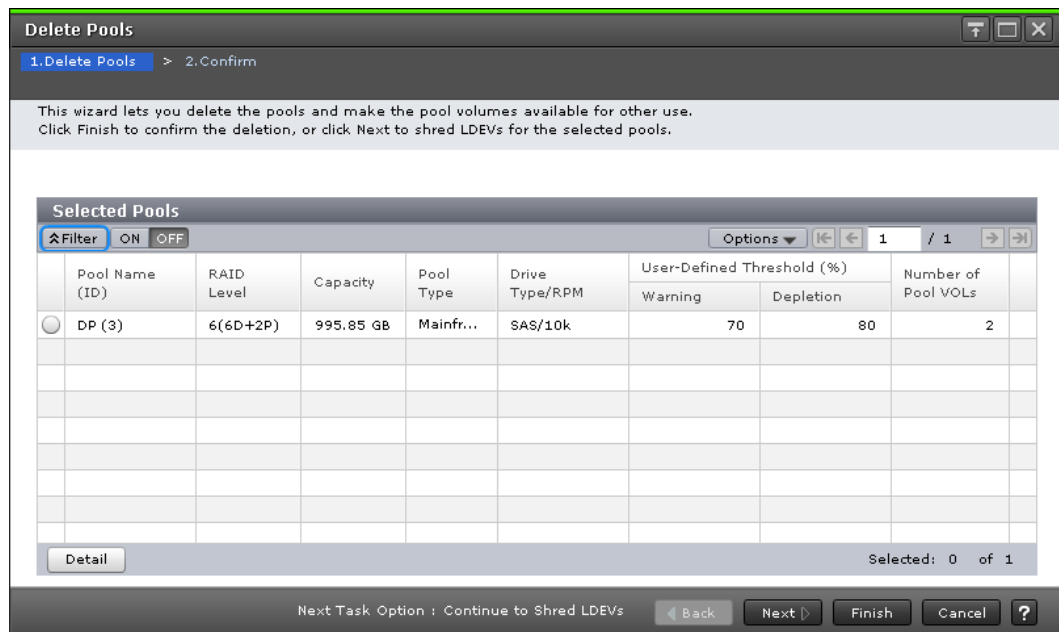 Delete Pools
1.Delete Pools > 2.Confirm
This wizard lets you delete the pools and make the pool volumes available for other use.
Click Finish to confirm the deletion, or click Next to shred LDEVs for the selected pools.
Selected Pools
Filter ON OFF Options 1 / 1
Pool Name (ID) RAID Level Capacity Pool Type Drive Type/RPM User-Defined Threshold (%) Warning Depletion Number of Pool VOLs
DP (3) 6(6D+2P) 995.85 GB Mainfr... SAS/10k 70 80 2
Detail Selected: 0 of 1
Next Task Option : Continue to Shred LDEVs Back Next Finish Cancel ?